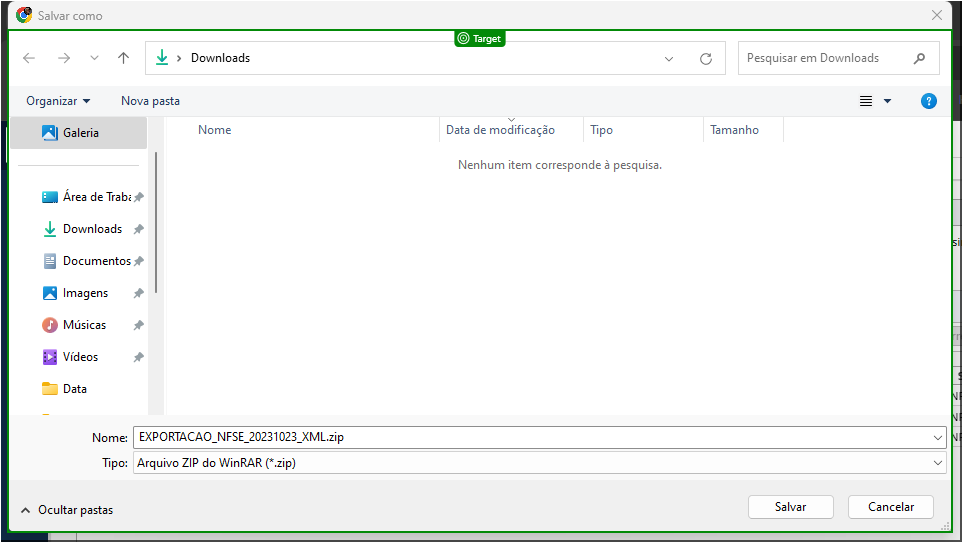 Salvar como
Target
Downloads
Pesquisar em Downloads
Organizar
Nova pasta
?
Galeria
Nome
Data de modificação
Tipo
Tamanho
Nenhum item corresponde à pesquisa.
Área de Traba
Downloads
Documentos
Imagens
Músicas
Vídeos
Data
Nome:
EXPORTACAO_NFSE_20231023_XML.zip
Tipo:
Arquivo ZIP do WinRAR (*.zip)
Ocultar pastas
Salvar
Cancelar